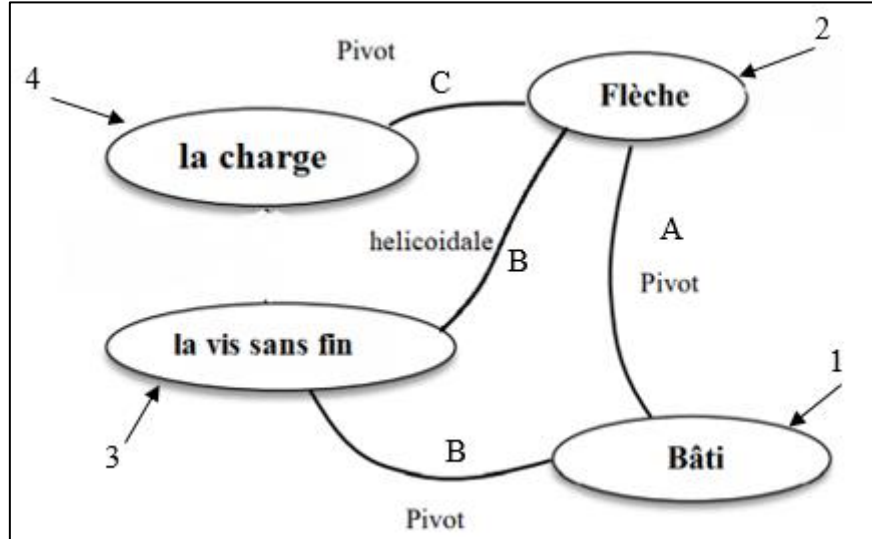 2
Pivot
4
C
Flèche
la charge
A
helicoidale
B
Pivot
la vis sans fin
1
3
B
Bâti
Pivot